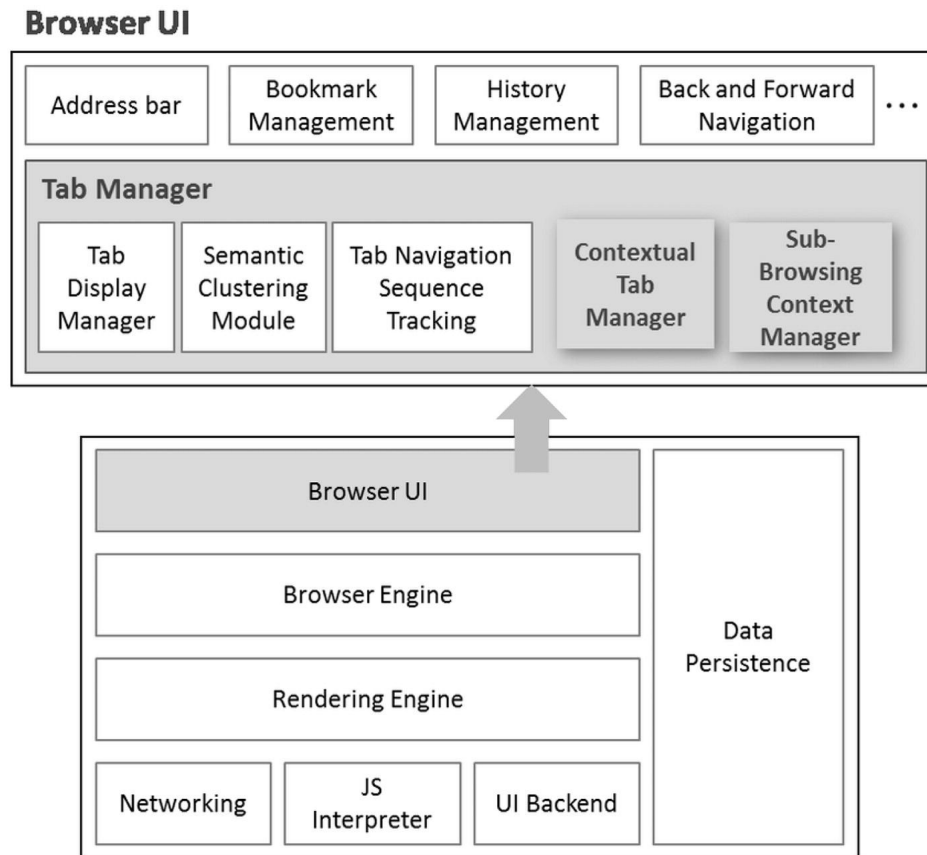 Browser UI
Address bar
Bookmark
Management
History
Management
Back and Forward
Navigation
...
Tab Manager
Tab
Display
Manager
Semantic
Clustering
Module
Tab Navigation
Sequence
Tracking
Contextual
Tab
Manager
Sub-
Browsing
Context
Manager
Browser UI
Browser Engine
Rendering Engine
Networking
JS
Interpreter
UI Backend
Data
Persistence